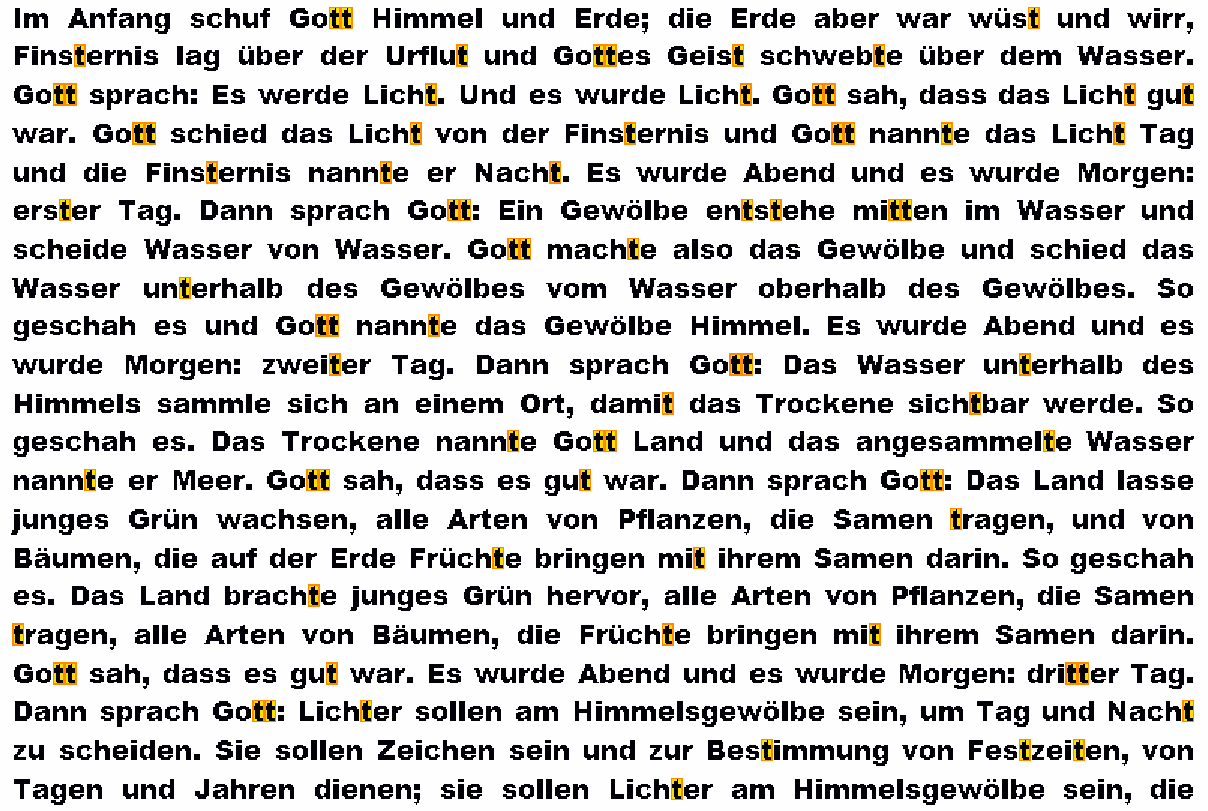 Im Anfang schuf Gott Himmel und Erde; die Erde aber war wüst und wirr,
Finsternis lag über der Urflut und Gottes Geist schwebte über dem Wasser.
Gott sprach: Es werde Licht. Und es wurde Licht. Gott sah, dass das Licht gut
war. Gott schied das Licht von der Finsternis und Gott nannte das Licht Tag
und die Finsternis nannte er Nacht. Es wurde Abend und es wurde Morgen:
erster Tag. Dann sprach Gott: Ein Gewölbe entstehe mitten im Wasser und
scheide Wasser von Wasser. Gott machte also das Gewölbe und schied das
Wasser unterhalb des Gewölbes vom Wasser oberhalb des Gewölbes. So
geschah es und Gott nannte das Gewölbe Himmel. Es wurde Abend und es
wurde Morgen: zweiter Tag. Dann sprach Gott: Das Wasser unterhalb des
Himmels sammle sich an einem Ort, damit das Trockene sichtbar werde. So
geschah es. Das Trockene nannte Gott Land und das angesammelte Wasser
nannte er Meer. Gott sah, dass es gut war. Dann sprach Gott: Das Land lasse
junges Grün wachsen, alle Arten von Pflanzen, die Samen tragen, und von
Bäumen, die auf der Erde Früchte bringen mit ihrem Samen darin. So geschah
es. Das Land brachte junges Grün hervor, alle Arten von Pflanzen, die Samen
tragen, alle Arten von Bäumen, die Früchte bringen mit ihrem Samen darin.
Gott sah, dass es gut war. Es wurde Abend und es wurde Morgen: dritter Tag.
Dann sprach Gott: Lichter sollen am Himmelsgewölbe sein, um Tag und Nacht
zu scheiden. Sie sollen Zeichen sein und zur Bestimmung von Festzeiten, von
Tagen und Jahren dienen; sie sollen Lichter am Himmelsgewölbe sein, die